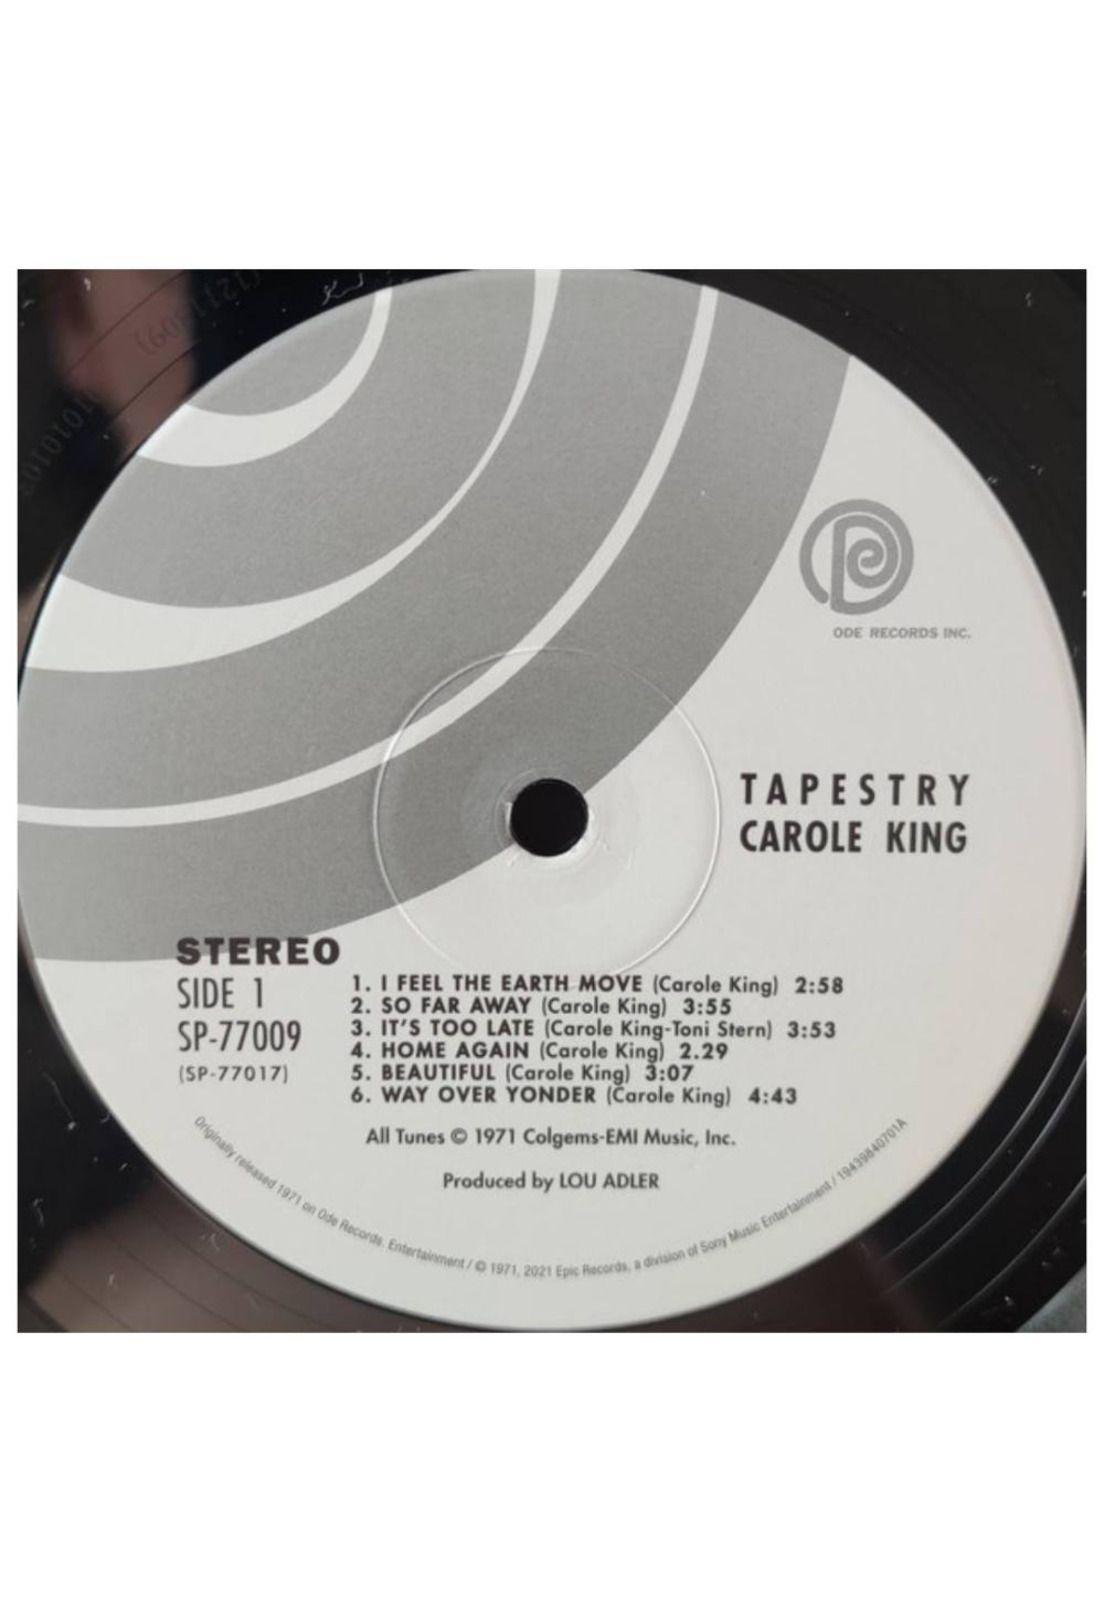 ODE RECORDS INC.
TAPESTRY
CAROLE KING
STEREO
SIDE 1
SP-77009
(SP-77017)
1. I FEEL THE EARTH MOVE (Carole King) 2:58
2. SO FAR AWAY (Carole King) 3:55
3. IT'S TOO LATE (Carole King-Toni Stern) 3:53
4. HOME AGAIN (Carole King) 2.29
5. BEAUTIFUL (Carole King) 3:07
6. WAY OVER YONDER (Carole King) 4:43
All Tunes © 1971 Colgems-EMI Music, Inc.
Produced by LOU ADLER
Originally released 1971 on Ode Records. Entertainment / © 1971, 2021 Epic Records, a division of Sony Music Entertainment / 19439840701A